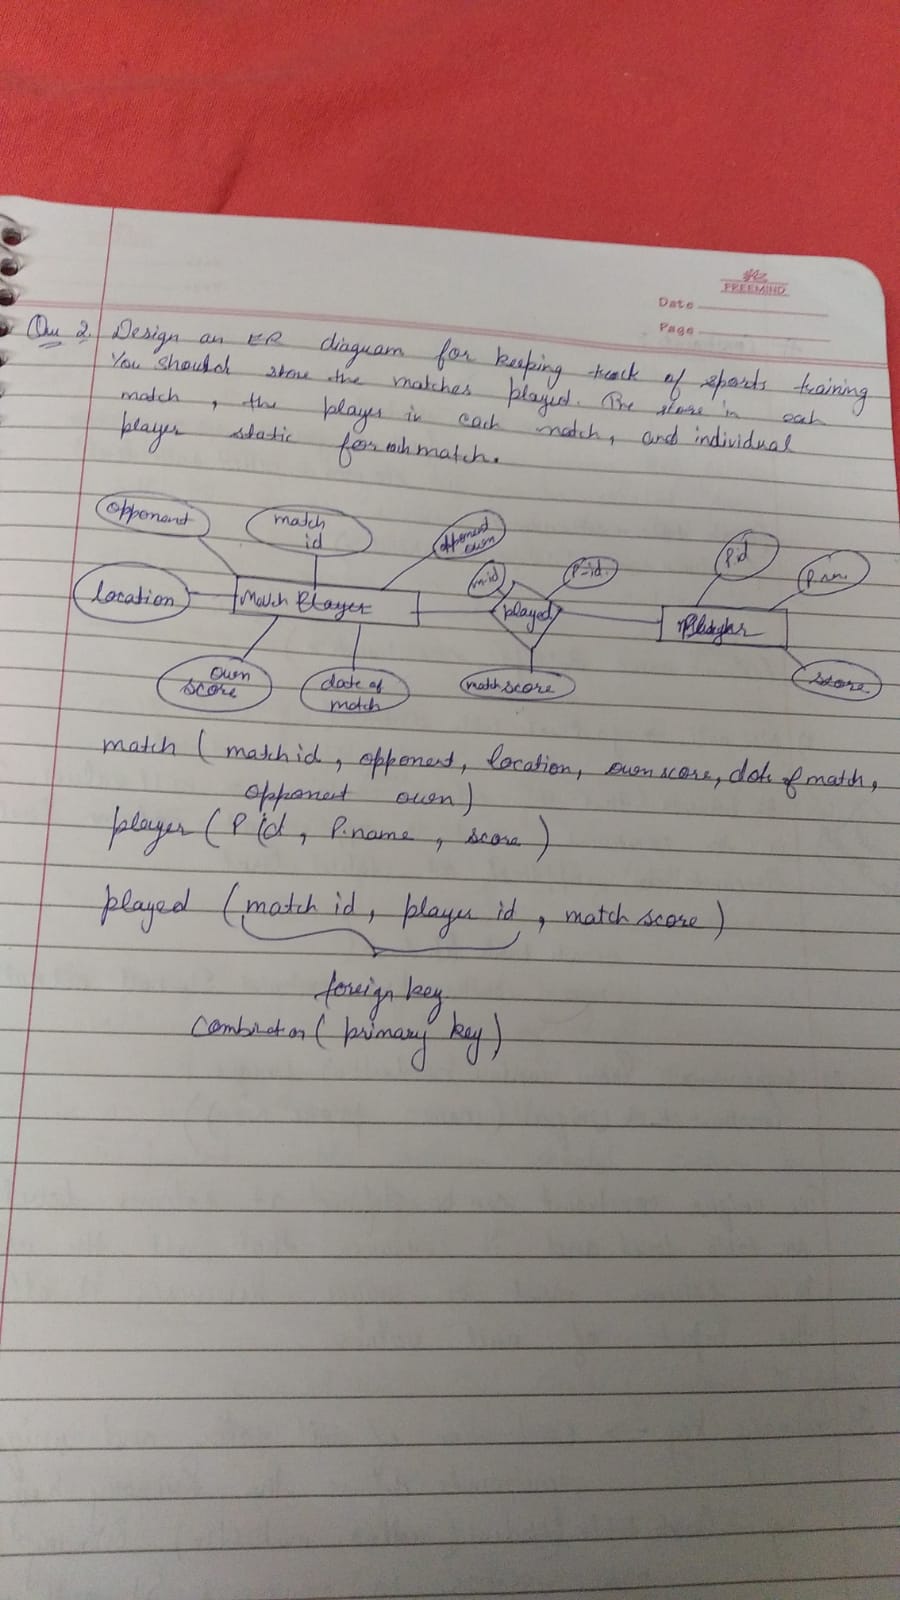 FREEMIND
Date
Page
Qu 2. Design an ER diagram for keeping track of sports training
You should store the matches played. The store in each
match, the player in each match, and individual
player static for each match.
opponent
match
id
opponent
own
m-id
P-id.
P.id
P.nm.
location
Match Player
played
own
score
date of
match
match score
score
match ( match id, opponent, location, own score, date of match,
opponent own)
player ( P id, P.name, score )
played ( match id, player id, match score )
foreign key
( primary key )